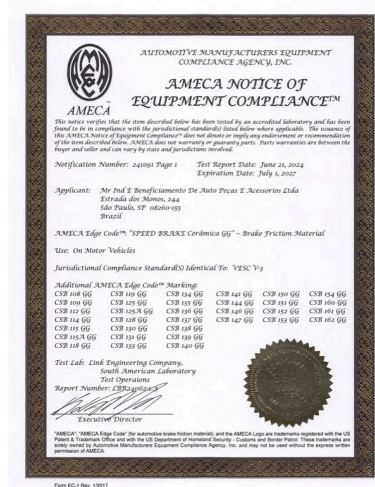 AUTOMOTIVE MANUFACTURERS EQUIPMENT
COMPLIANCE AGENCY, INC.
AMECA NOTICE OF
EQUIPMENT COMPLIANCE™
AMECA
This notice verifies that the item described below has been tested by an accredited laboratory and has been
found to be in compliance with the jurisdictional standard(s) listed below where applicable. The issuance of
this AMECA Notice of Equipment Compliance™ does not denote or imply any endorsement or recommendation
of the item described below. AMECA does not warranty or guaranty parts. Parts warranties are between the
buyer and seller and can vary by state and jurisdictions involved.
Notification Number: 241091 Page 1 Test Report Date: June 21, 2024
Expiration Date: July 1, 2027
Applicant: Mr Ind E Beneficiamento De Auto Peças E Acessorios Ltda
Estrada dos Monos, 244
São Paulo, SP 08260-155
Brazil
AMECA Edge Code™: "SPEED BRAKE Cerâmica GG" – Brake Friction Material
Use: On Motor Vehicles
Jurisdictional Compliance Standard(S) Identical To VESC V-3
Additional AMECA Edge Code™ Marking:
CSB 108 GG CSB 119 GG CSB 134 GG CSB 141 GG CSB 150 GG CSB 154 GG
CSB 109 GG CSB 125 GG CSB 135 GG CSB 144 GG CSB 151 GG CSB 160 GG
CSB 112 GG CSB 125A GG CSB 136 GG CSB 146 GG CSB 152 GG CSB 161 GG
CSB 114 GG CSB 128 GG CSB 137 GG CSB 147 GG CSB 153 GG CSB 162 GG
CSB 115 GG CSB 130 GG CSB 138 GG
CSB 115A GG CSB 131 GG CSB 139 GG
CSB 118 GG CSB 133 GG CSB 140 GG
Test Lab: Link Engineering Company,
South American Laboratory
Test Operaions
Report Number: LBR24062-1-S
Executive Director
"AMECA"; "AMECA Edge Code" (for automotive brake friction material); and the AMECA Logo are trademarks registered with the US
Patent & Trademark Office and with the US Department of Homeland Security - Customs and Border Patrol. These trademarks are
solely owned by Automotive Manufacturers Equipment Compliance Agency, Inc. and may not be used without the express written
permission of AMECA.
Form EC-1 Rev. 1/2017